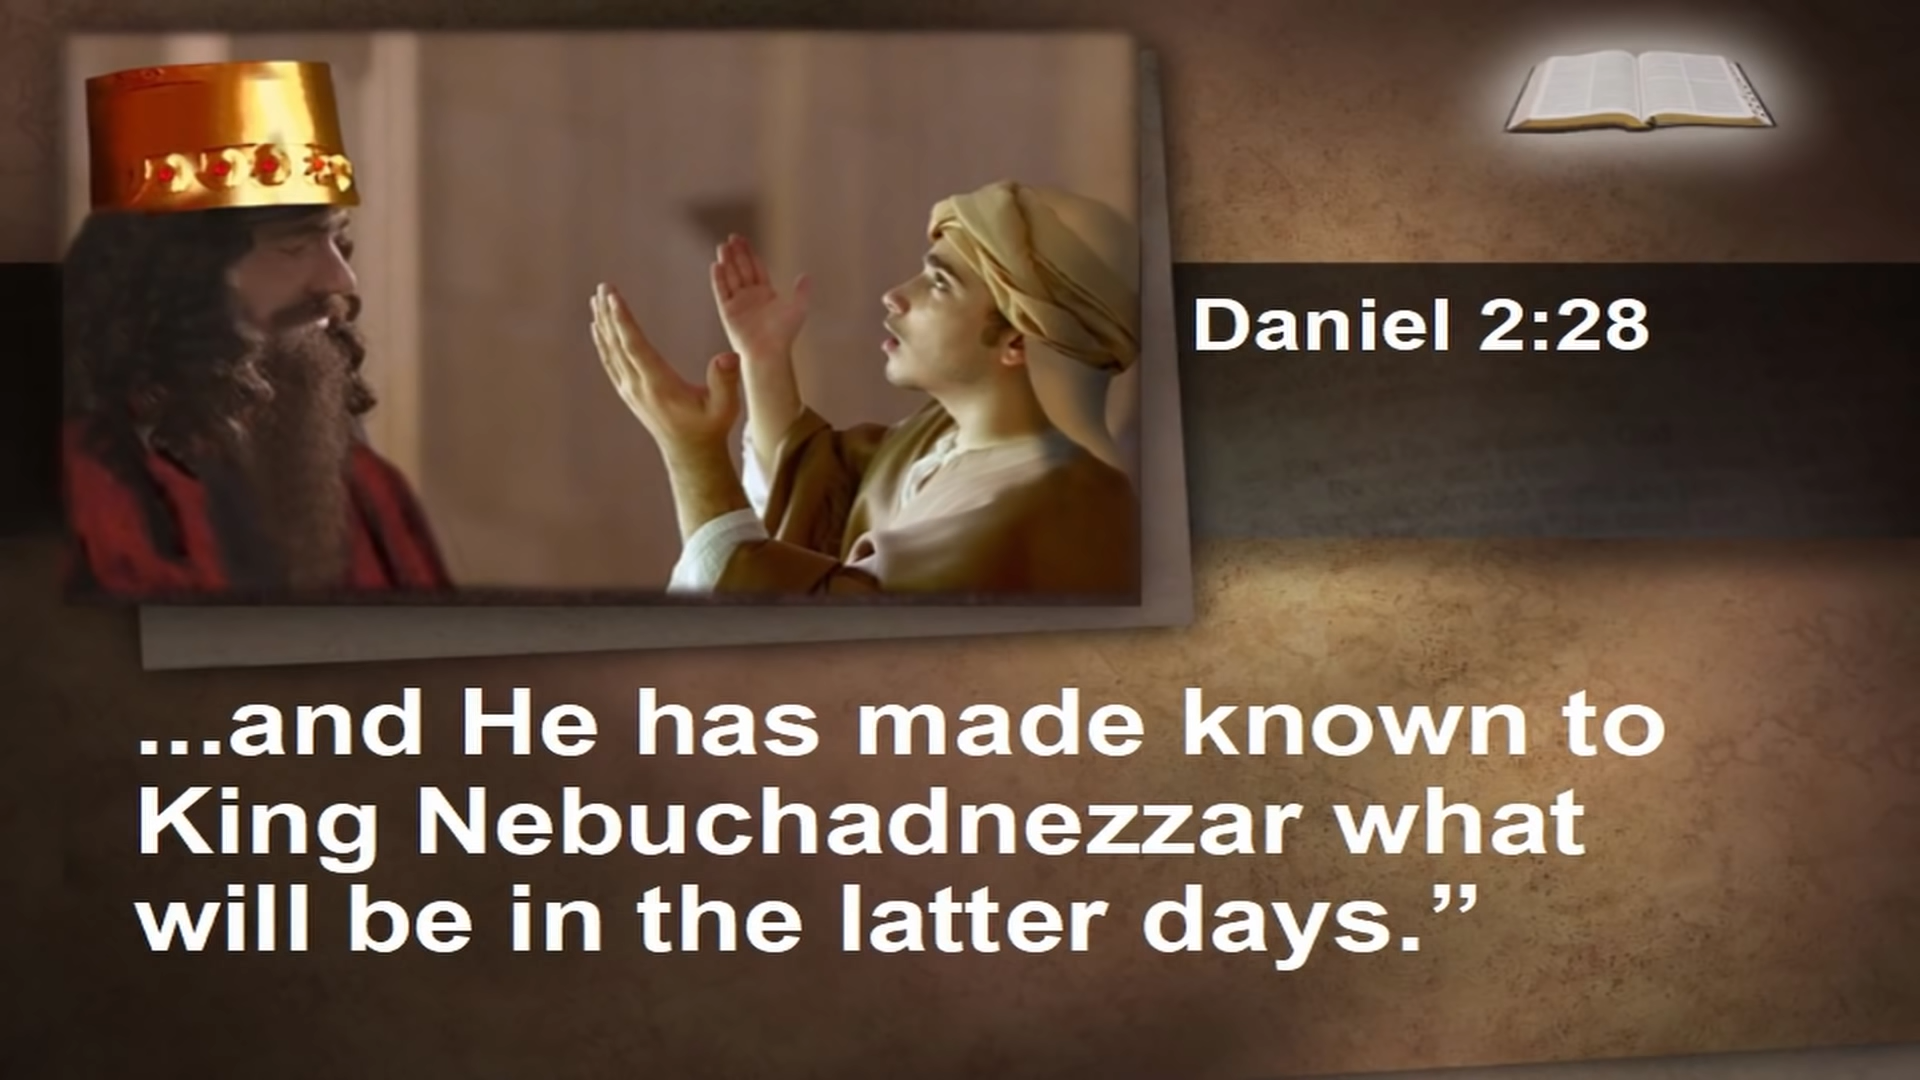 Daniel 2:28
...and He has made known to
King Nebuchadnezzar what
will be in the latter days.”